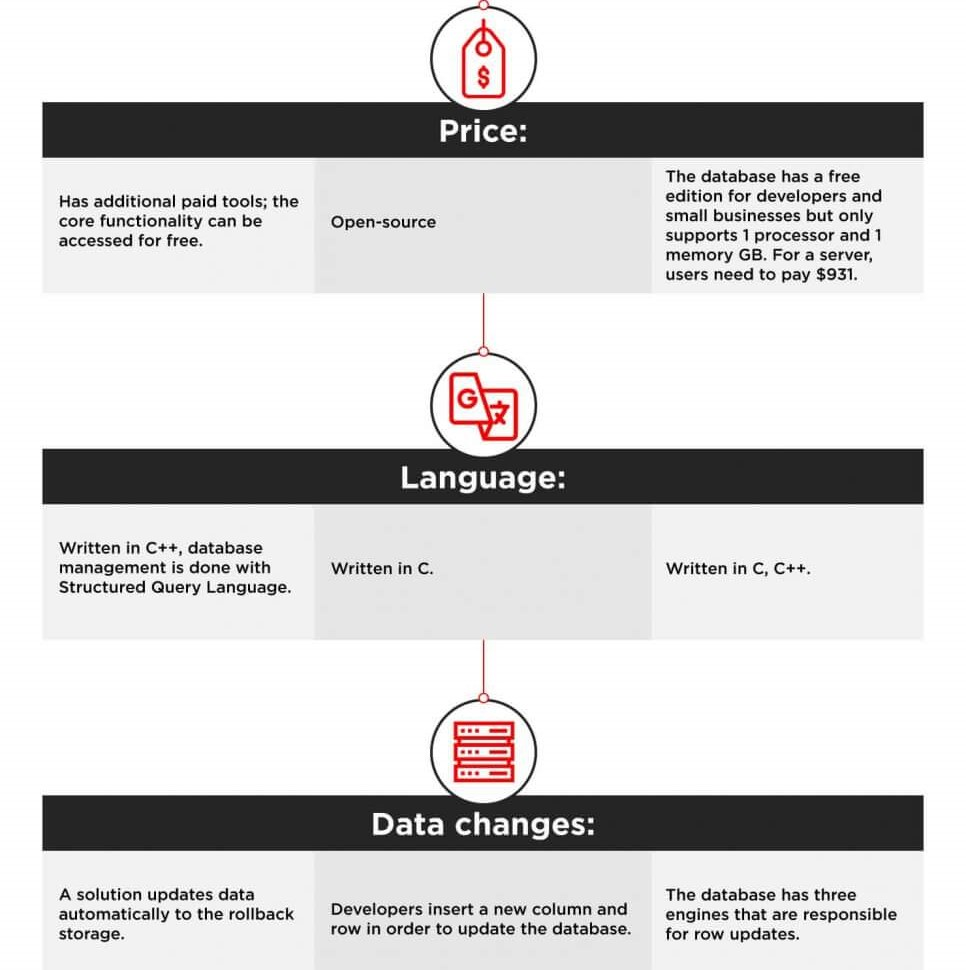 $
Price:
Has additional paid tools; the
core functionality can be
accessed for free.
Open-source
The database has a free
edition for developers and
small businesses but only
supports 1 processor and 1
memory GB. For a server,
users need to pay $931.
G 文
Language:
Written in C++, database
management is done with
Structured Query Language.
Written in C.
Written in C, C++.
Data changes:
A solution updates data
automatically to the rollback
storage.
Developers insert a new column and
row in order to update the database.
The database has three
engines that are responsible
for row updates.